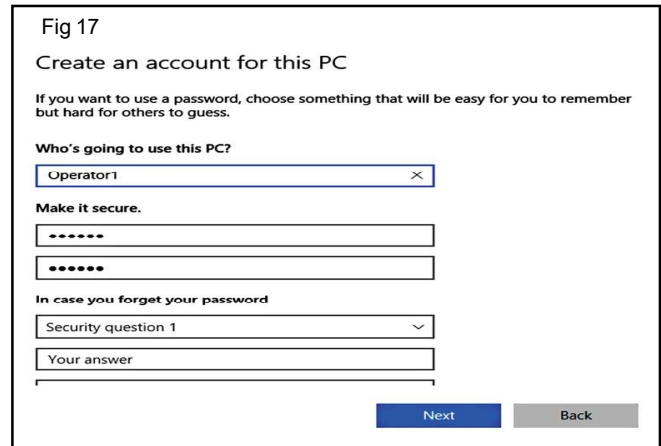 Fig 17
Create an account for this PC
If you want to use a password, choose something that will be easy for you to remember
but hard for others to guess.
Who's going to use this PC?
Operator1
Make it secure.
••••••
••••••
In case you forget your password
Security question 1
Your answer
Next Back